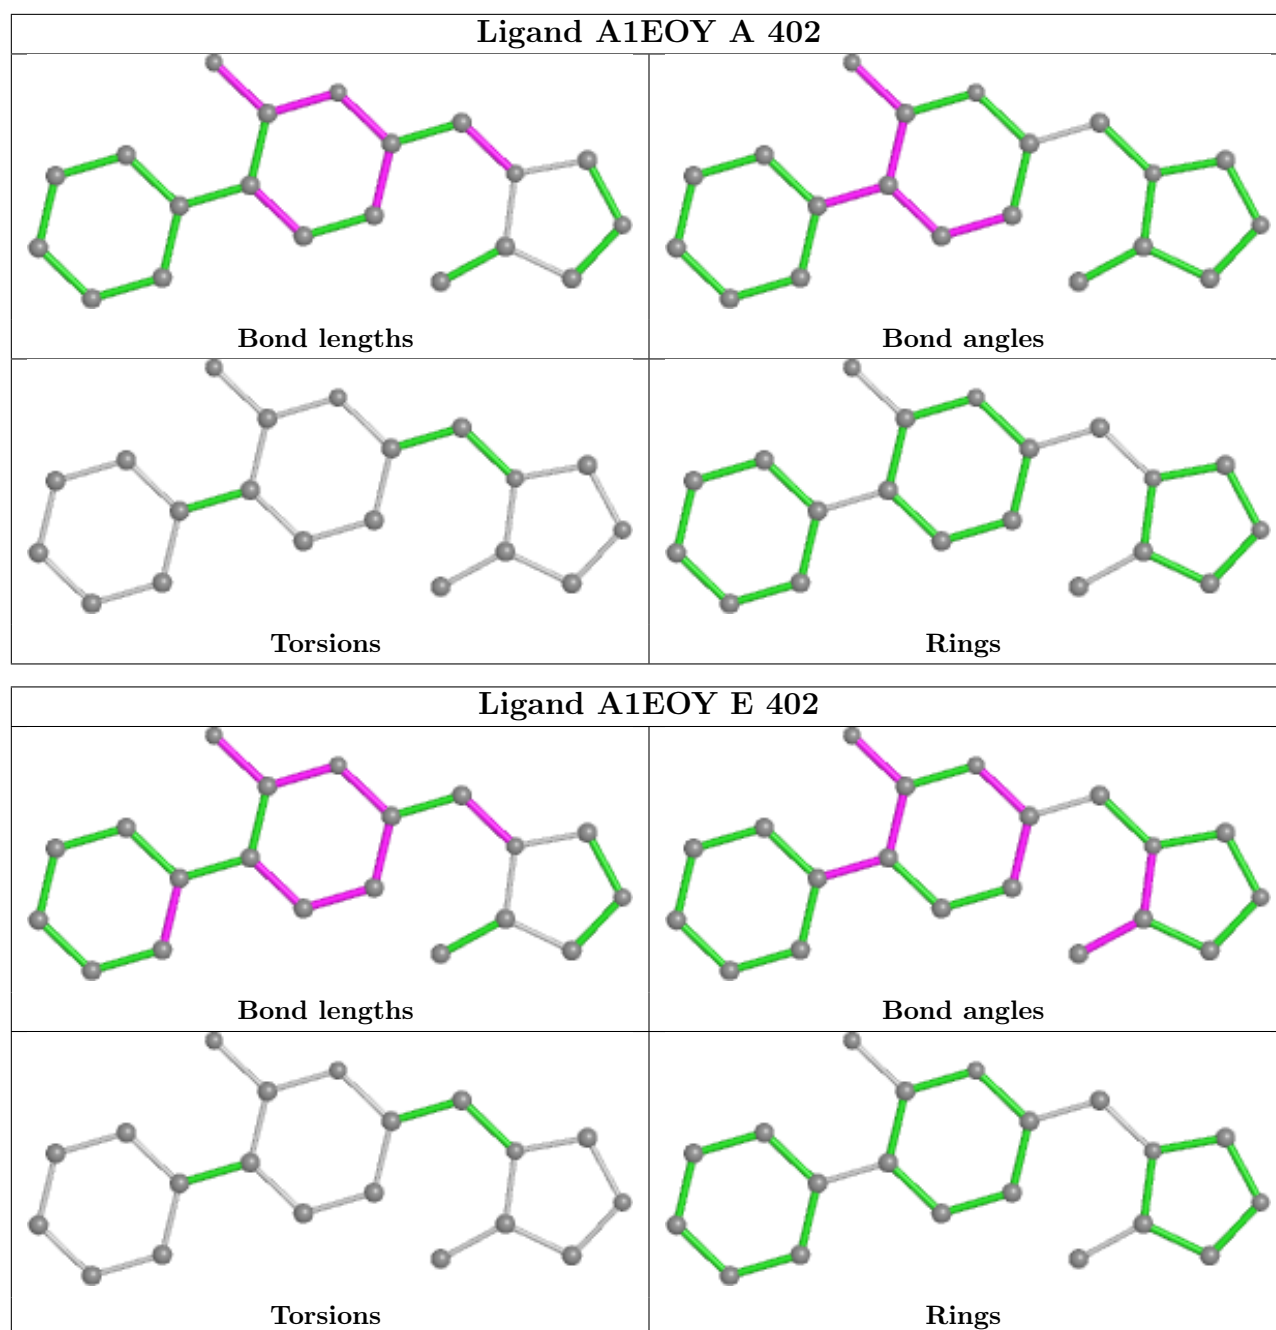 Ligand A1EOY A 402
Bond lengths
Bond angles
Torsions
Rings
Ligand A1EOY E 402
Bond lengths
Bond angles
Torsions
Rings